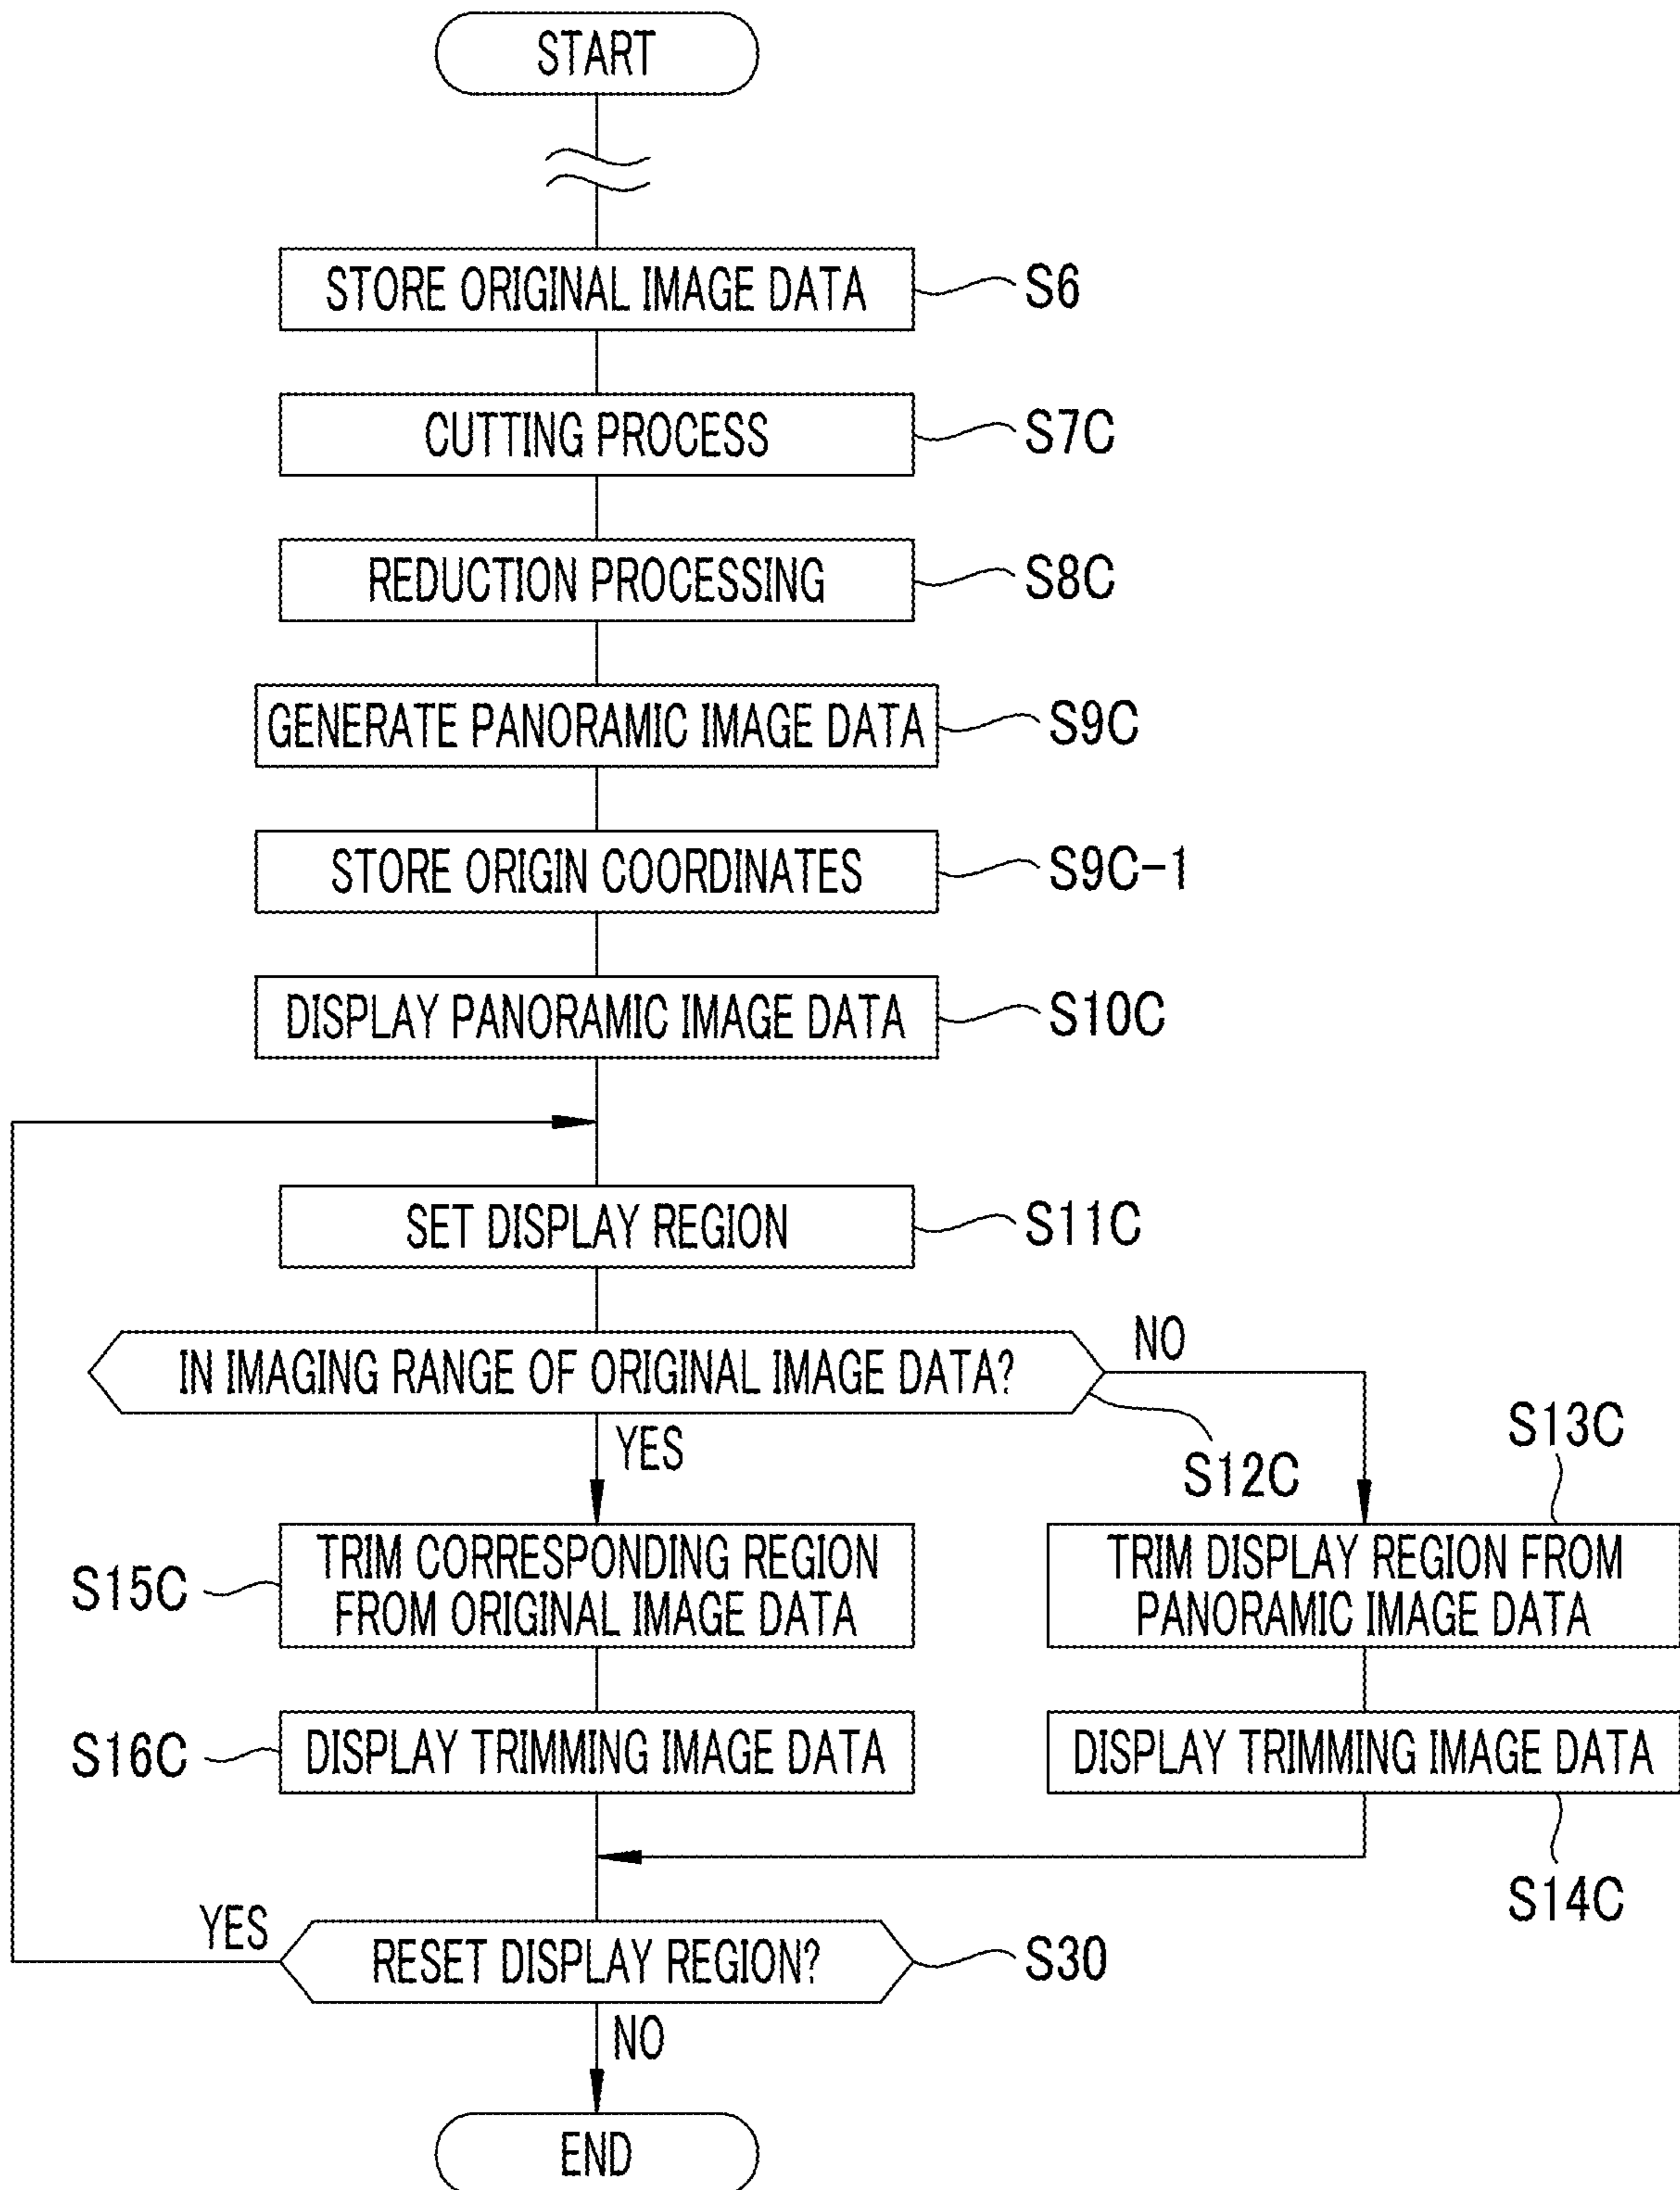 START
STORE ORIGINAL IMAGE DATA
S6
CUTTING PROCESS
S7C
REDUCTION PROCESSING
S8C
GENERATE PANORAMIC IMAGE DATA
S9C
STORE ORIGIN COORDINATES
S9C-1
DISPLAY PANORAMIC IMAGE DATA
S10C
SET DISPLAY REGION
S11C
IN IMAGING RANGE OF ORIGINAL IMAGE DATA?
NO
YES
S12C
S13C
S15C
TRIM CORRESPONDING REGION
FROM ORIGINAL IMAGE DATA
TRIM DISPLAY REGION FROM
PANORAMIC IMAGE DATA
S16C
DISPLAY TRIMMING IMAGE DATA
DISPLAY TRIMMING IMAGE DATA
S14C
YES
RESET DISPLAY REGION?
S30
NO
END